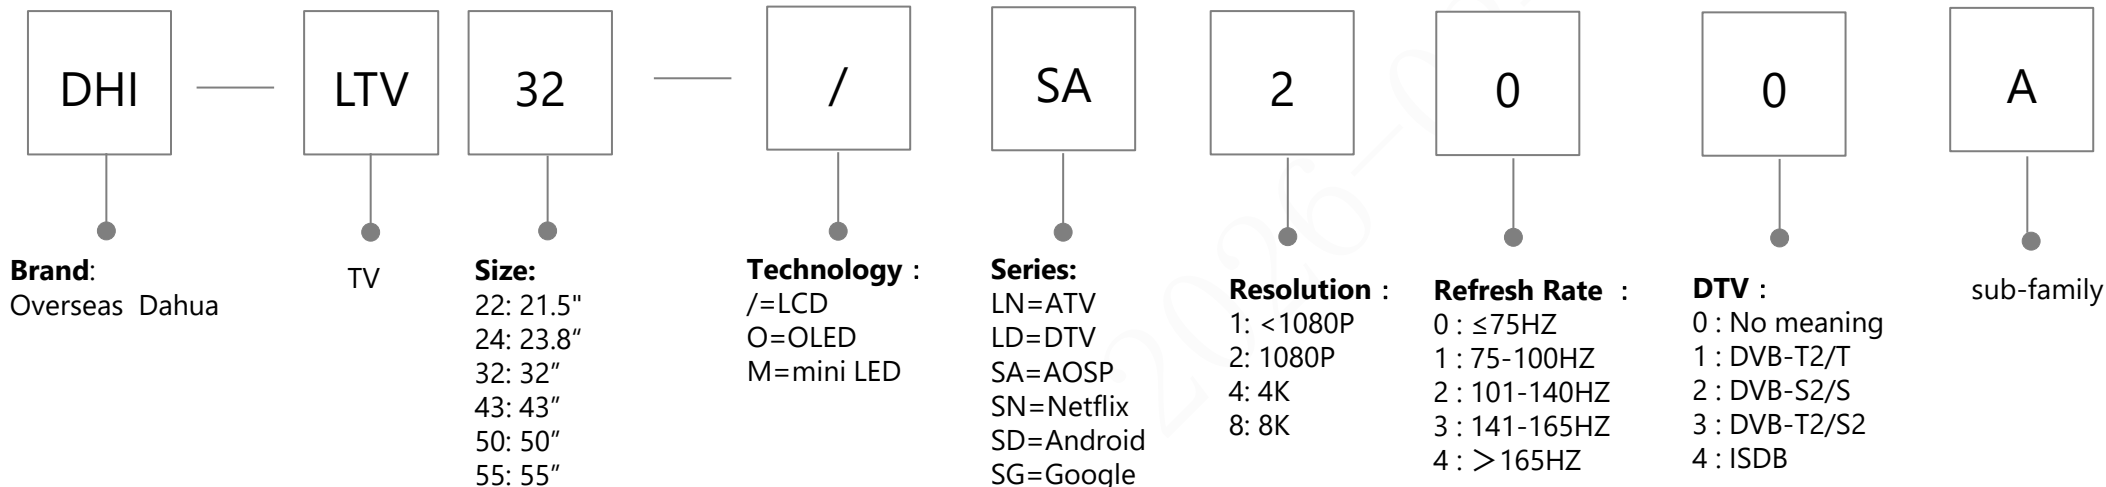 DHI — LTV 32 — / SA 2 0 0 A
Brand:
Overseas Dahua
TV
Size:
22: 21.5"
24: 23.8“
32: 32”
43: 43”
50: 50”
55: 55”
Technology：
/=LCD
O=OLED
M=mini LED
Series:
LN=ATV
LD=DTV
SA=AOSP
SN=Netflix
SD=Android
SG=Google
Resolution：
1: <1080P
2: 1080P
4: 4K
8: 8K
Refresh Rate ：
0 : ≤75HZ
1 : 75-100HZ
2 : 101-140HZ
3 : 141-165HZ
4 : ＞165HZ
DTV：
0 : No meaning
1 : DVB-T2/T
2 : DVB-S2/S
3 : DVB-T2/S2
4 : ISDB
sub-family